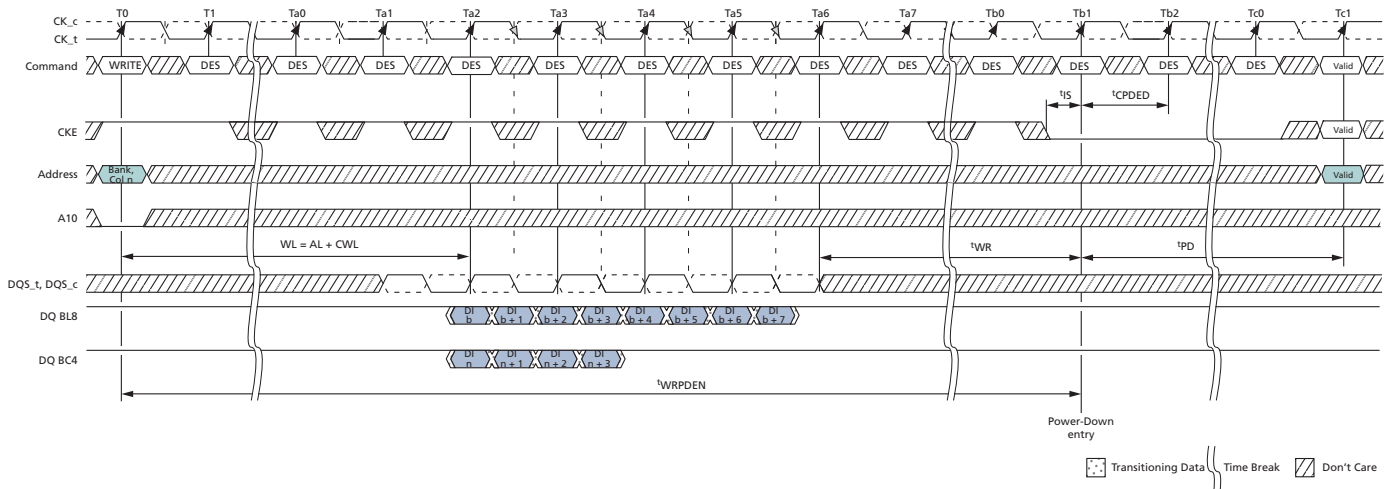 T0 T1 Ta0 Ta1 Ta2 Ta3 Ta4 Ta5 Ta6 Ta7 Tb0 Tb1 Tb2 Tc0 Tc1
CK_c
CK_t
Command WRITE DES DES DES DES DES DES DES DES DES DES DES DES DES Valid
tIS tCPDED
CKE Valid
Address Bank, Col n Valid
A10
WL = AL + CWL tWR tPD
DQS_t, DQS_c
DQ BL8 DI b DI b + 1 DI b + 2 DI b + 3 DI b + 4 DI b + 5 DI b + 6 DI b + 7
DQ BC4 DI n DI n + 1 DI n + 2 DI n + 3
tWRPDEN
Power-Down
entry
Transitioning Data Time Break Don't Care